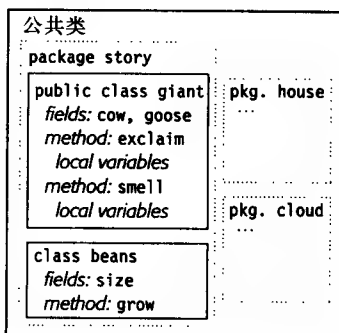 公共类
package story
public class giant
fields: cow, goose
method: exclaim
local variables
method: smell
local variables
class beans
fields: size
method: grow
pkg. house
...
pkg. cloud
...